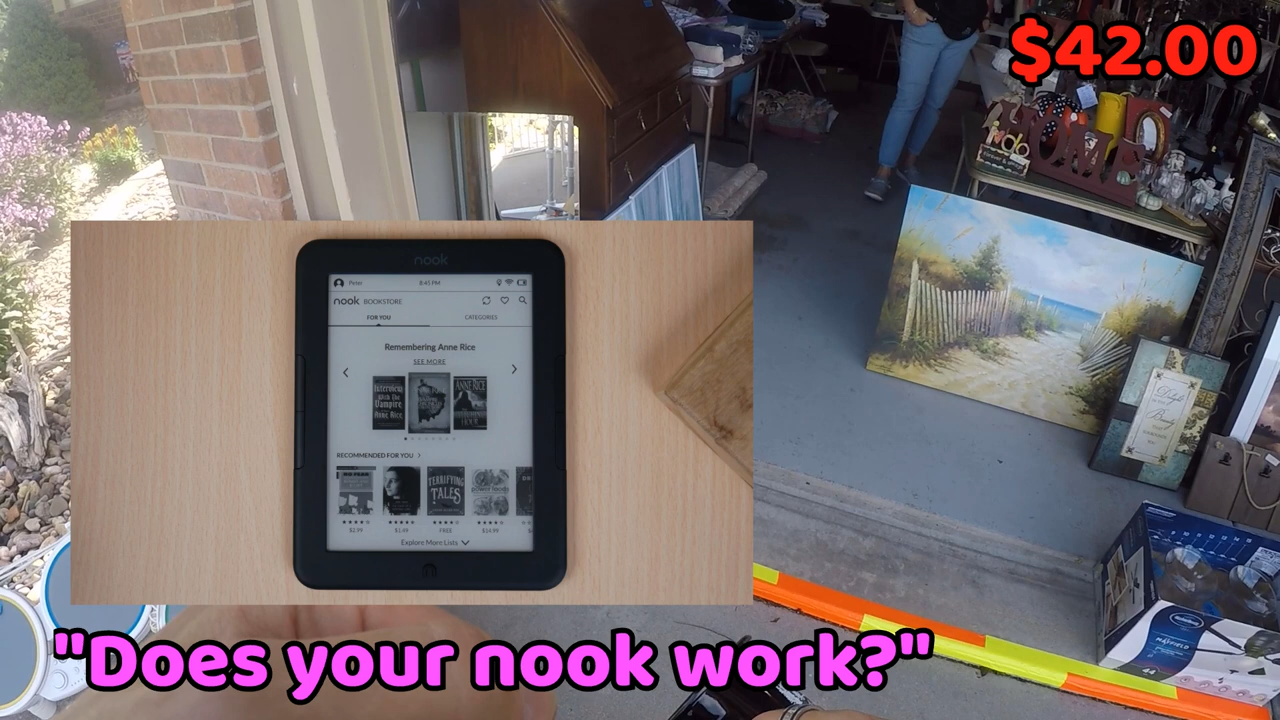 $42.00
HOME
nook
Peter
8:45 PM
nook BOOKSTORE
FOR YOU
CATEGORIES
Remembering Anne Rice
SEE MORE
Interview
With the
Vampire
Anne Rice
ANNE RICE
RECOMMENDED FOR YOU
TERRIFYING
TALES
$2.99
$1.49
FREE
$14.99
Explore More Lists
"Does your nook work?"